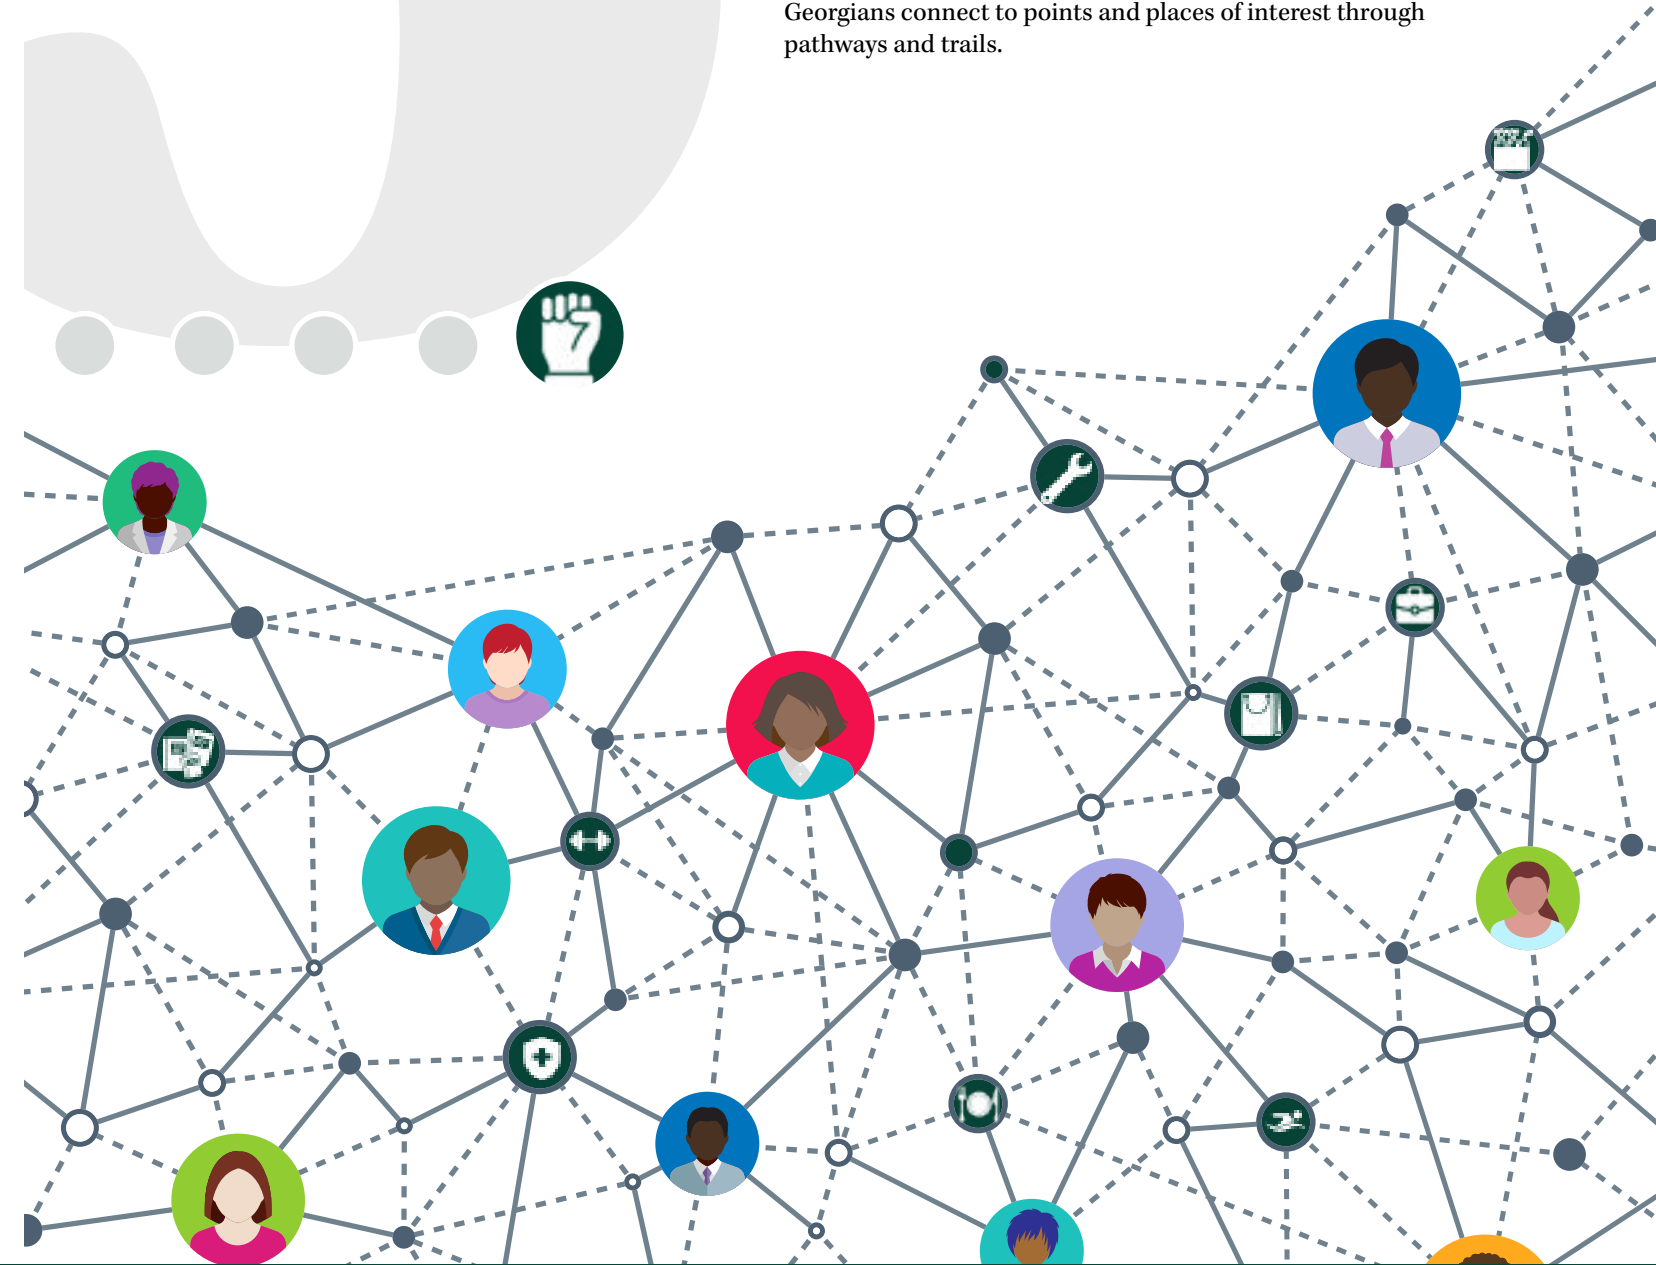 Georgians connect to points and places of interest through
pathways and trails.